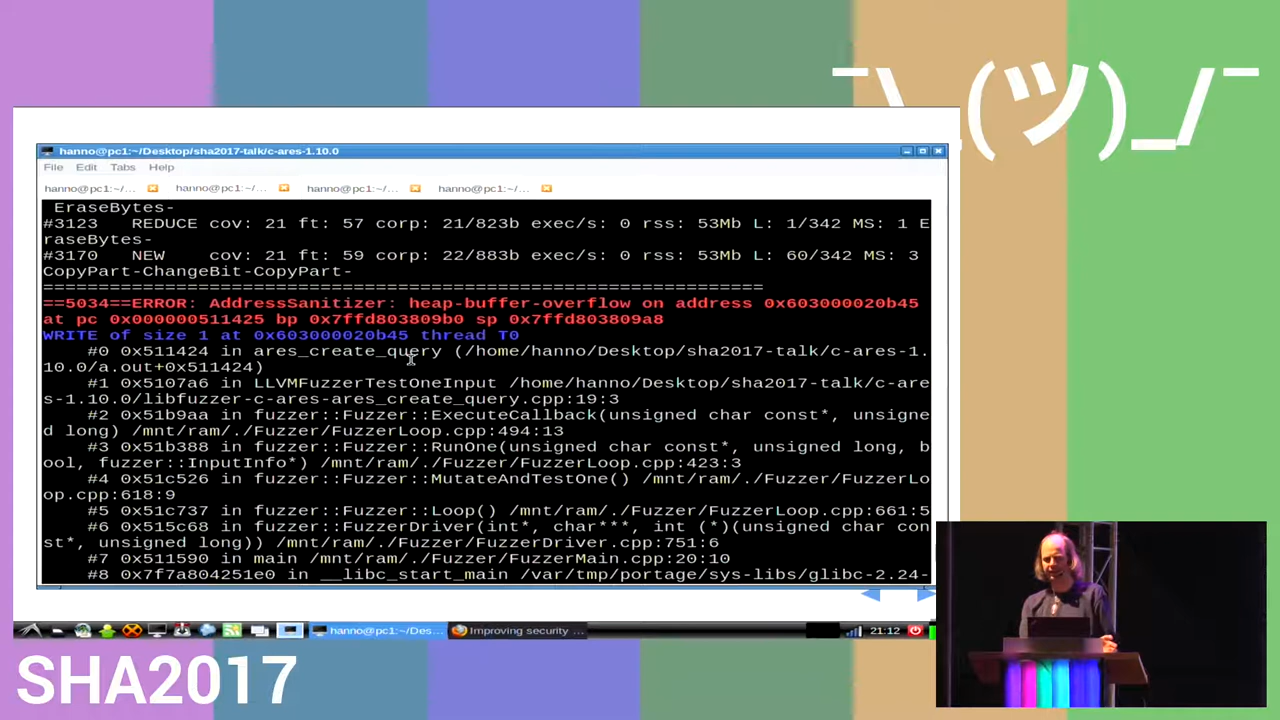 ¯\_(ツ)_/¯
hanno@pc1:~/Desktop/sha2017-talk/c-ares-1.10.0
File Edit Tabs Help
hanno@pc1:~/... hanno@pc1:~/... hanno@pc1:~/... hanno@pc1:~/...
EraseBytes-
#3123 REDUCE cov: 21 ft: 57 corp: 21/823b exec/s: 0 rss: 53Mb L: 1/342 MS: 1 E
raseBytes-
#3170 NEW cov: 21 ft: 59 corp: 22/883b exec/s: 0 rss: 53Mb L: 60/342 MS: 3
CopyPart-ChangeBit-CopyPart-
=================================================================
==5034==ERROR: AddressSanitizer: heap-buffer-overflow on address 0x603000020b45
at pc 0x000000511425 bp 0x7ffd803809b0 sp 0x7ffd803809a8
WRITE of size 1 at 0x603000020b45 thread T0
#0 0x511424 in ares_create_query (/home/hanno/Desktop/sha2017-talk/c-ares-1.
10.0/a.out+0x511424)
#1 0x5107a6 in LLVMFuzzerTestOneInput /home/hanno/Desktop/sha2017-talk/c-are
s-1.10.0/libfuzzer-c-ares-ares_create_query.cpp:19:3
#2 0x51b9aa in fuzzer::Fuzzer::ExecuteCallback(unsigned char const*, unsigne
d long) /mnt/ram/./Fuzzer/FuzzerLoop.cpp:494:13
#3 0x51b388 in fuzzer::Fuzzer::RunOne(unsigned char const*, unsigned long, b
ool, fuzzer::InputInfo*) /mnt/ram/./Fuzzer/FuzzerLoop.cpp:423:3
#4 0x51c526 in fuzzer::Fuzzer::MutateAndTestOne() /mnt/ram/./Fuzzer/FuzzerLo
op.cpp:618:9
#5 0x51c737 in fuzzer::Fuzzer::Loop() /mnt/ram/./Fuzzer/FuzzerLoop.cpp:661:5
#6 0x515c68 in fuzzer::FuzzerDriver(int*, char***, int (*)(unsigned char con
st*, unsigned long)) /mnt/ram/./Fuzzer/FuzzerDriver.cpp:751:6
#7 0x511590 in main /mnt/ram/./Fuzzer/FuzzerMain.cpp:20:10
#8 0x7f7a804251e0 in __libc_start_main /var/tmp/portage/sys-libs/glibc-2.24-
hanno@pc1:~/Des... Improving security ... 21:12
SHA2017